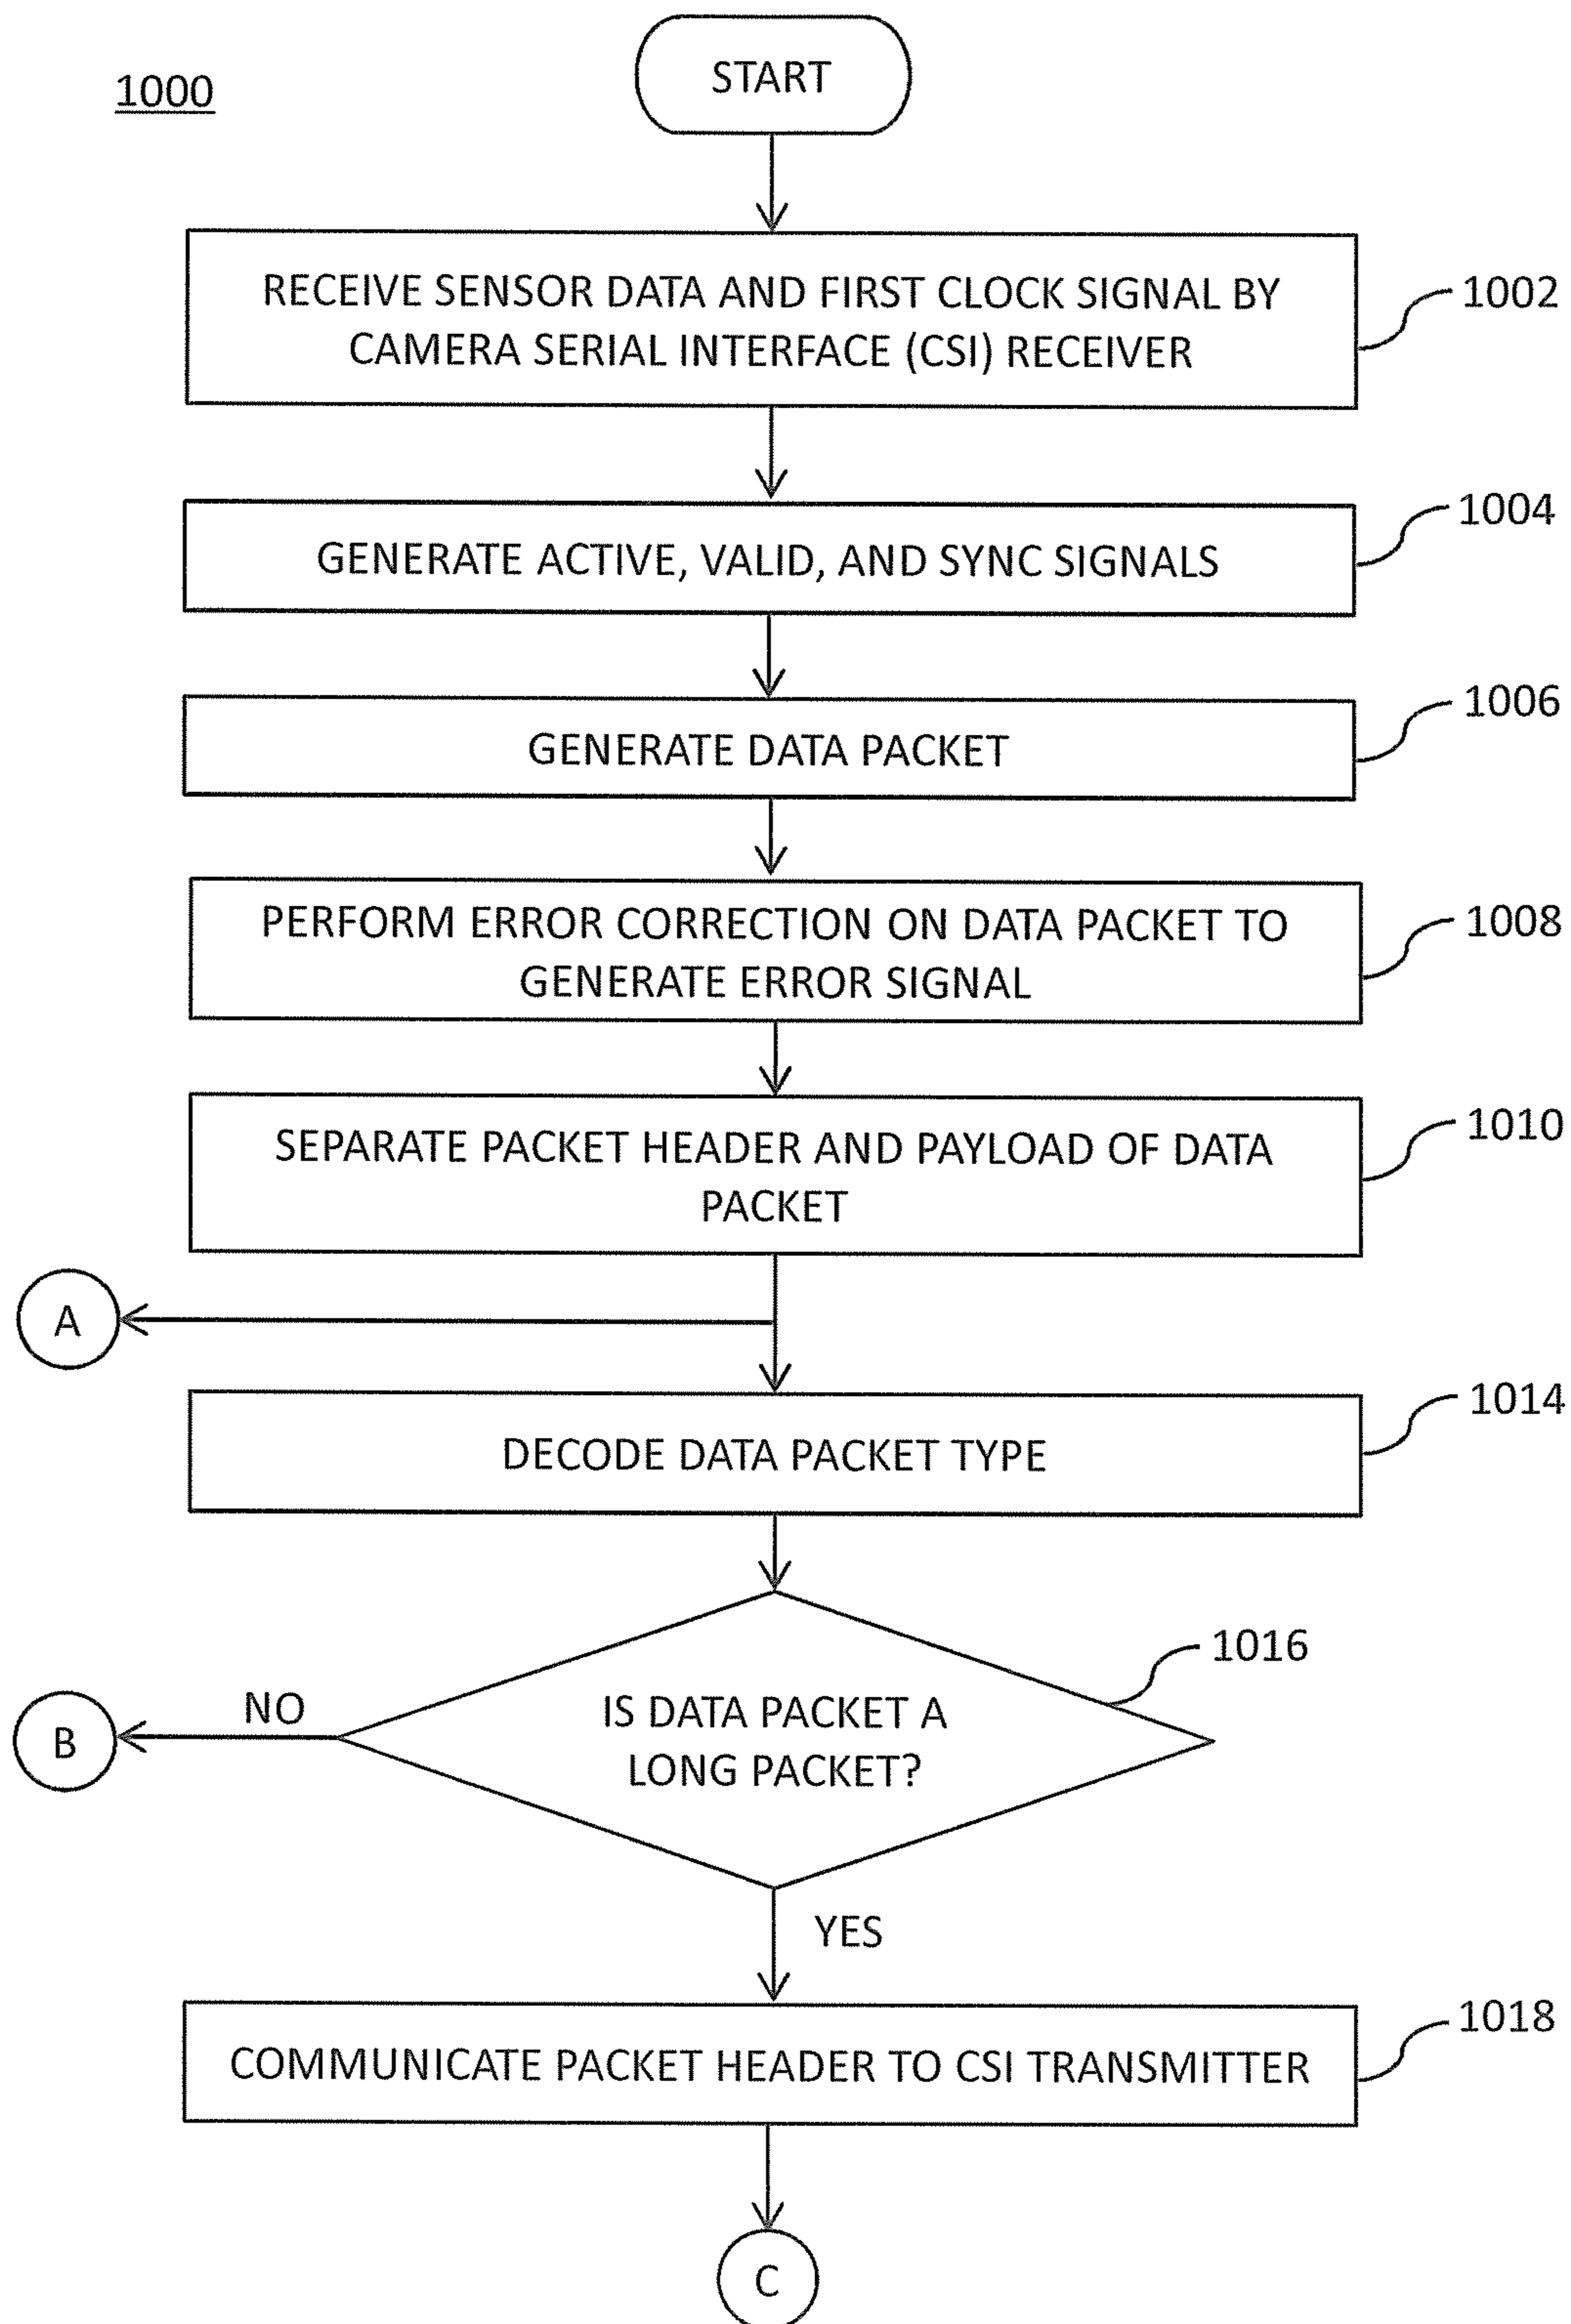 1000
START
RECEIVE SENSOR DATA AND FIRST CLOCK SIGNAL BY
CAMERA SERIAL INTERFACE (CSI) RECEIVER
1002
GENERATE ACTIVE, VALID, AND SYNC SIGNALS
1004
GENERATE DATA PACKET
1006
PERFORM ERROR CORRECTION ON DATA PACKET TO
GENERATE ERROR SIGNAL
1008
SEPARATE PACKET HEADER AND PAYLOAD OF DATA
PACKET
1010
A
DECODE DATA PACKET TYPE
1014
IS DATA PACKET A
LONG PACKET?
1016
NO
B
YES
COMMUNICATE PACKET HEADER TO CSI TRANSMITTER
1018
C